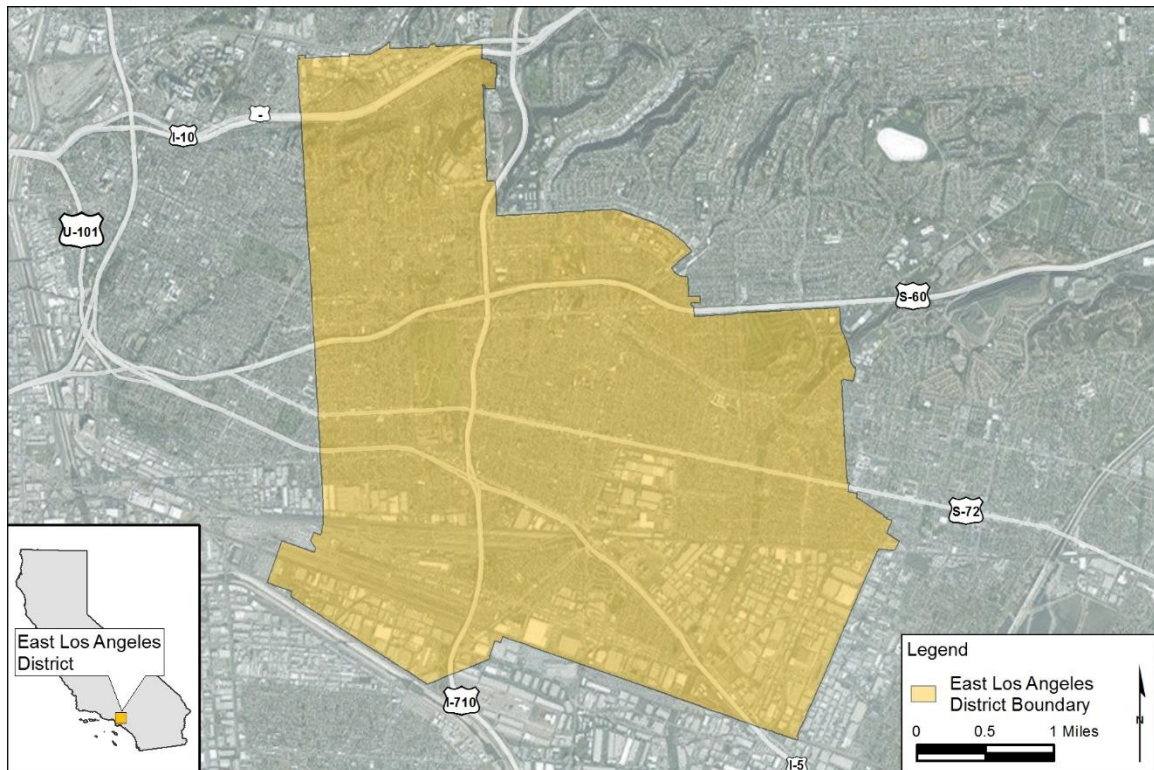 -
I-10
U-101
S-60
S-72
I-710
I-5
East Los Angeles
District
Legend
East Los Angeles
District Boundary
0 0.5 1 Miles
N